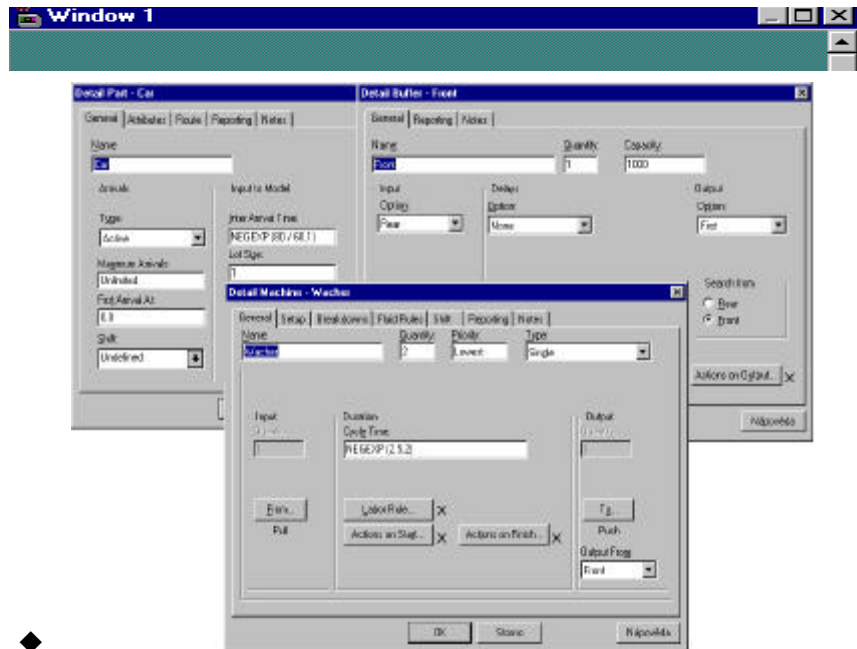 Window 1
Detail Part - Car
General Attributes Route Reporting Notes
Name:
Car
Arrivals
Input to Model
Type:
Active
Inter Arrival Time:
NEGEXP (80 / 60,1)
Maximum Arrivals:
Unlimited
Lot Size:
1
First Arrival At:
0.0
Shift:
Undefined
Detail Buffer - Front
General Reporting Notes
Name:
Quantity:
Capacity:
Front
1
1000
Input
Delays
Output
Option:
Option:
Option:
Rear
None
First
Search from
Rear
Front
Actions on Output... X
Nápověda
Detail Machine - Washer
General Setup Breakdowns Fluid Rules Shift Reporting Notes
Name:
Quantity:
Priority:
Type:
Washer
2
Lowest
Single
Input
Duration
Output
Cycle Time:
1
NEGEXP (2.5,2)
From...
Pull
Labor Rule... X
Actions on Start... X
Actions on Finish... X
To...
Push
Output From:
Front
OK
Storno
Nápověda